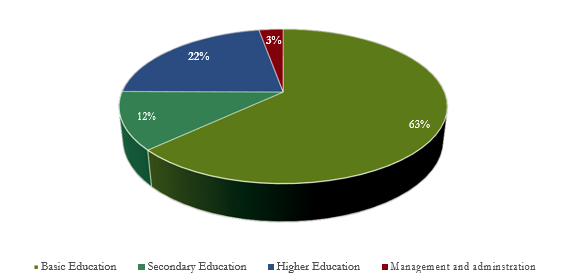 3%
22%
12%
63%
Basic Education Secondary Education Higher Education Management and adminstration